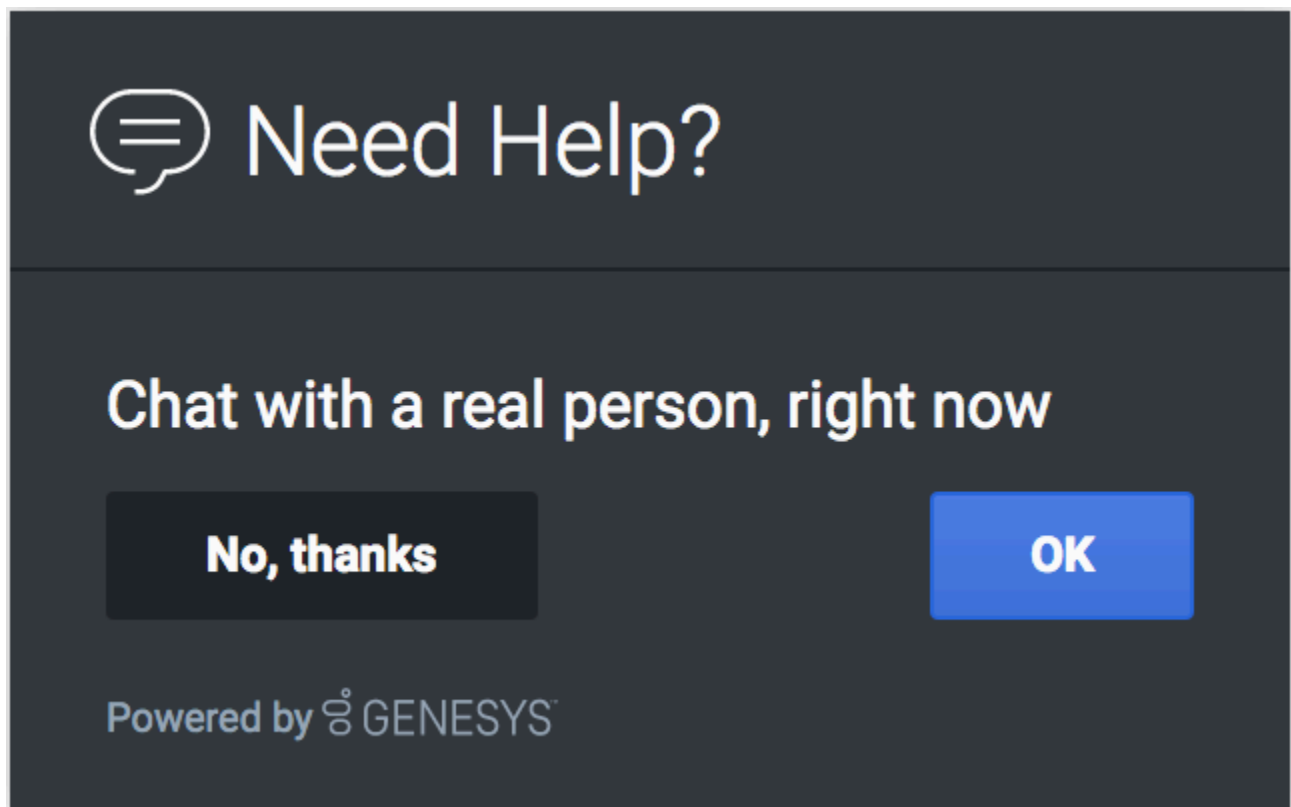 Need Help?
Chat with a real person, right now
No, thanks
OK
Powered by GENESYS